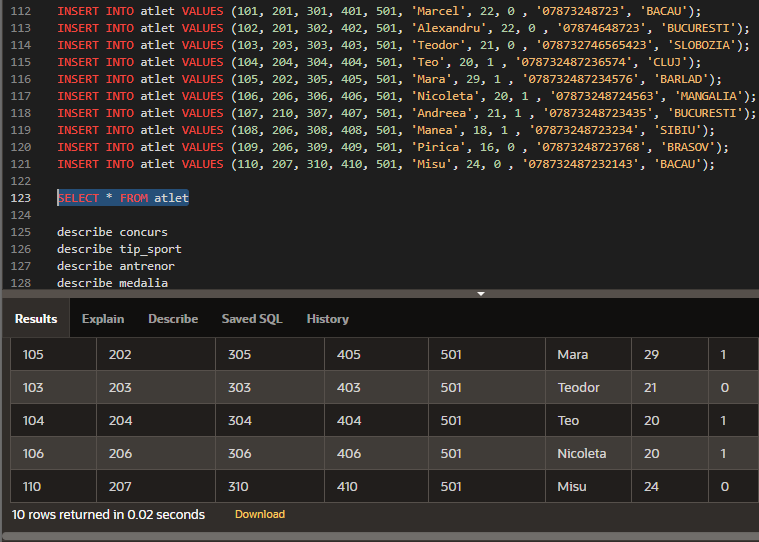 112 INSERT INTO atlet VALUES (101, 201, 301, 401, 501, 'Marcel', 22, 0 , '07873248723', 'BACAU');
113 INSERT INTO atlet VALUES (102, 201, 302, 402, 501, 'Alexandru', 22, 0 , '07874648723', 'BUCURESTI');
114 INSERT INTO atlet VALUES (103, 203, 303, 403, 501, 'Teodor', 21, 0 , '078732746565423', 'SLOBOZIA');
115 INSERT INTO atlet VALUES (104, 204, 304, 404, 501, 'Teo', 20, 1 , '078732487236574', 'CLUJ');
116 INSERT INTO atlet VALUES (105, 202, 305, 405, 501, 'Mara', 29, 1 , '078732487234576', 'BARLAD');
117 INSERT INTO atlet VALUES (106, 206, 306, 406, 501, 'Nicoleta', 20, 1 , '07873248724563', 'MANGALIA');
118 INSERT INTO atlet VALUES (107, 210, 307, 407, 501, 'Andreea', 21, 1 , '07873248723435', 'BUCURESTI');
119 INSERT INTO atlet VALUES (108, 206, 308, 408, 501, 'Manea', 18, 1 , '07873248723234', 'SIBIU');
120 INSERT INTO atlet VALUES (109, 206, 309, 409, 501, 'Pirica', 16, 0 , '07873248723768', 'BRASOV');
121 INSERT INTO atlet VALUES (110, 207, 310, 410, 501, 'Misu', 24, 0 , '078732487232143', 'BACAU');
122
123 SELECT * FROM atlet
124
125 describe concurs
126 describe tip_sport
127 describe antrenor
128 describe medalia
Results Explain Describe Saved SQL History
105 202 305 405 501 Mara 29 1
103 203 303 403 501 Teodor 21 0
104 204 304 404 501 Teo 20 1
106 206 306 406 501 Nicoleta 20 1
110 207 310 410 501 Misu 24 0
10 rows returned in 0.02 seconds Download